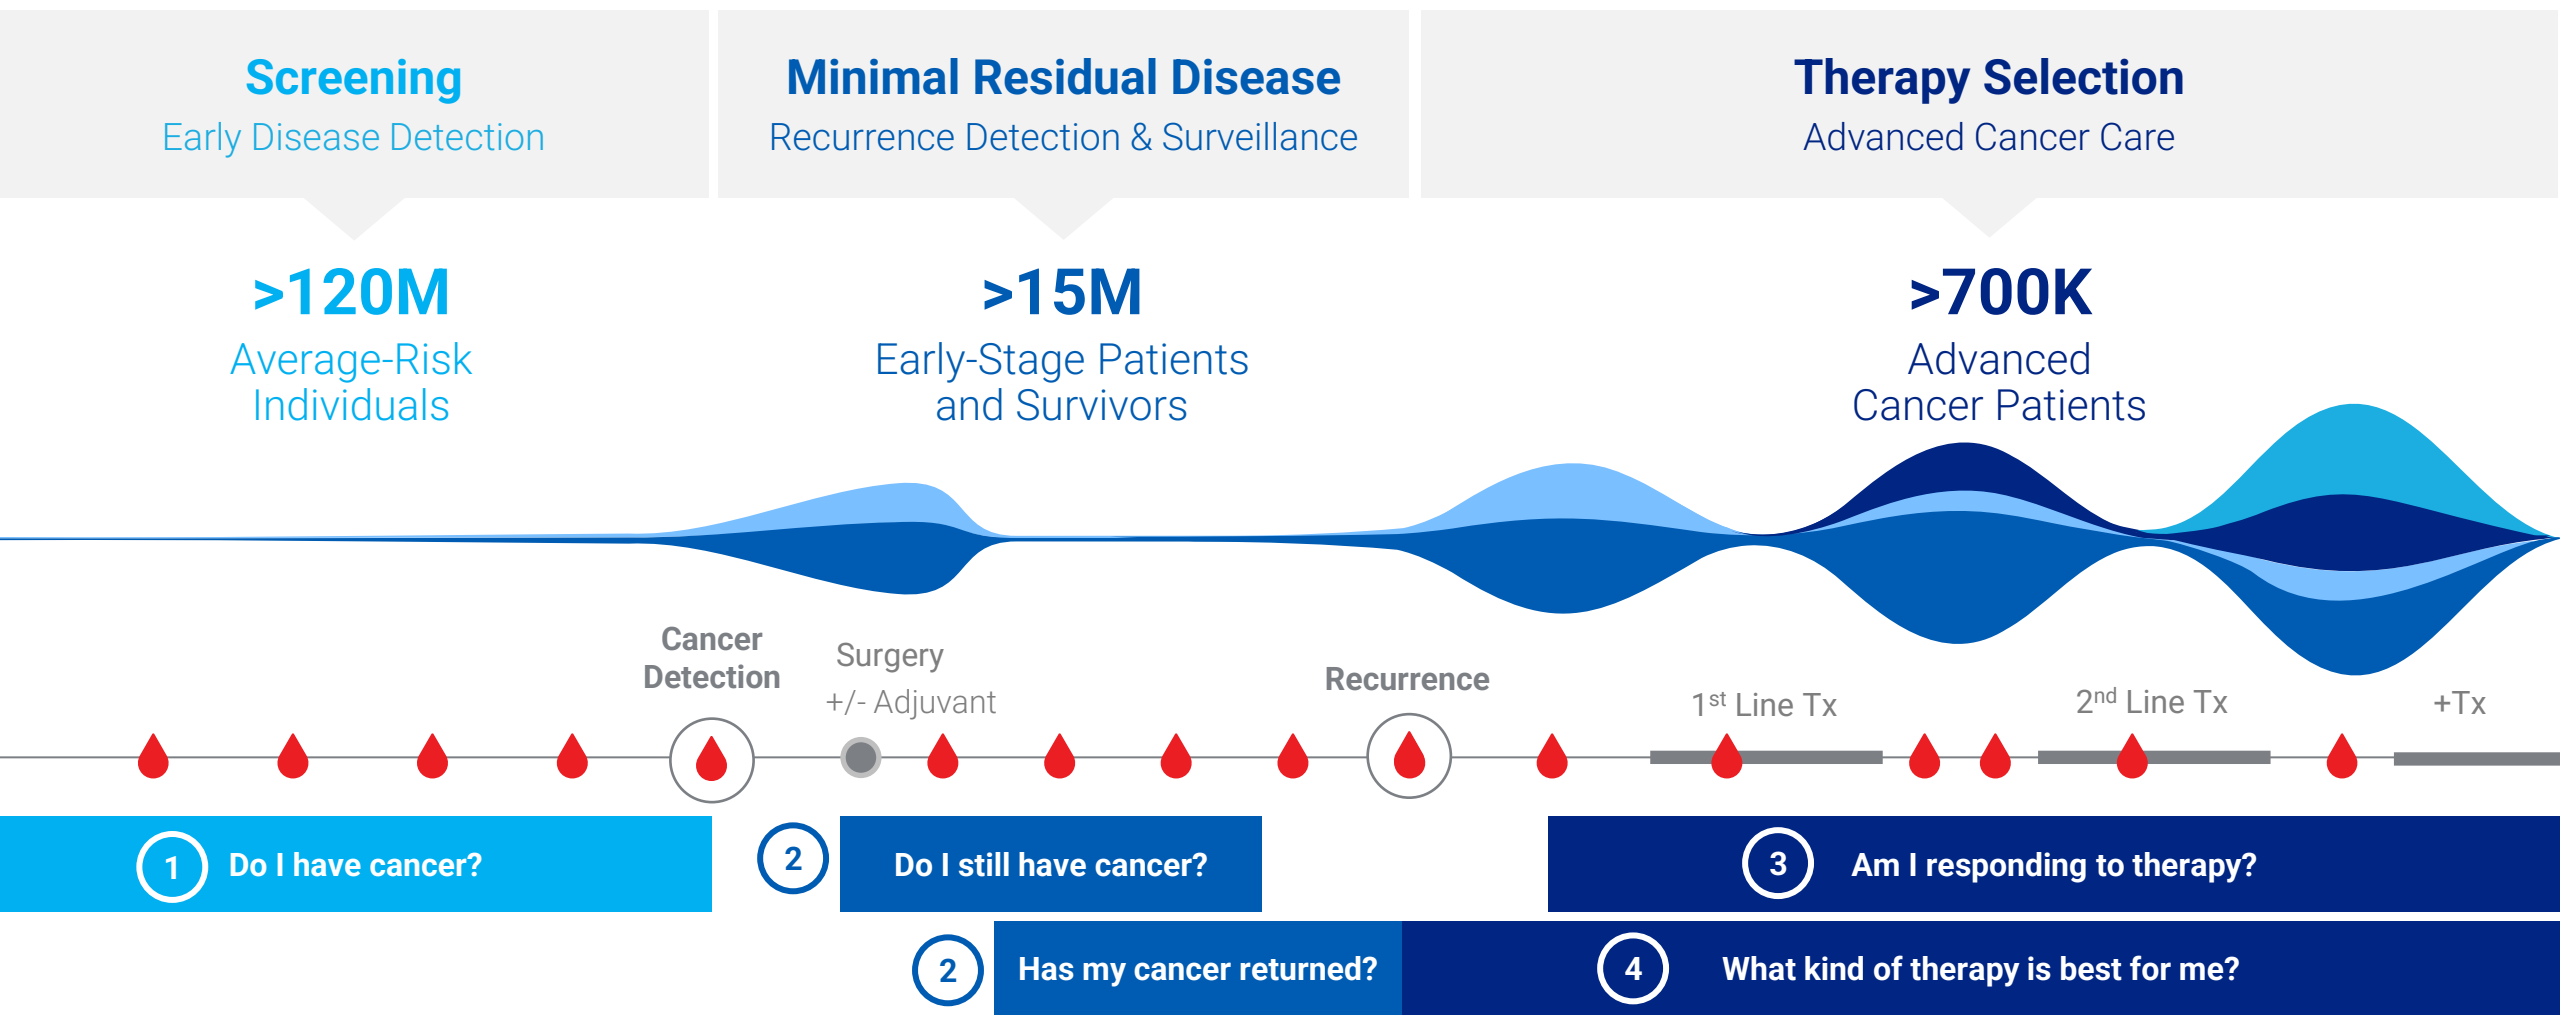 Screening
Early Disease Detection
Minimal Residual Disease
Recurrence Detection & Surveillance
Therapy Selection
Advanced Cancer Care
>120M
Average-Risk
Individuals
>15M
Early-Stage Patients
and Survivors
>700K
Advanced
Cancer Patients
Cancer
Detection
Surgery
+/- Adjuvant
Recurrence
1st Line Tx
2nd Line Tx
+Tx
1 Do I have cancer?
2 Do I still have cancer?
3 Am I responding to therapy?
2 Has my cancer returned?
4 What kind of therapy is best for me?